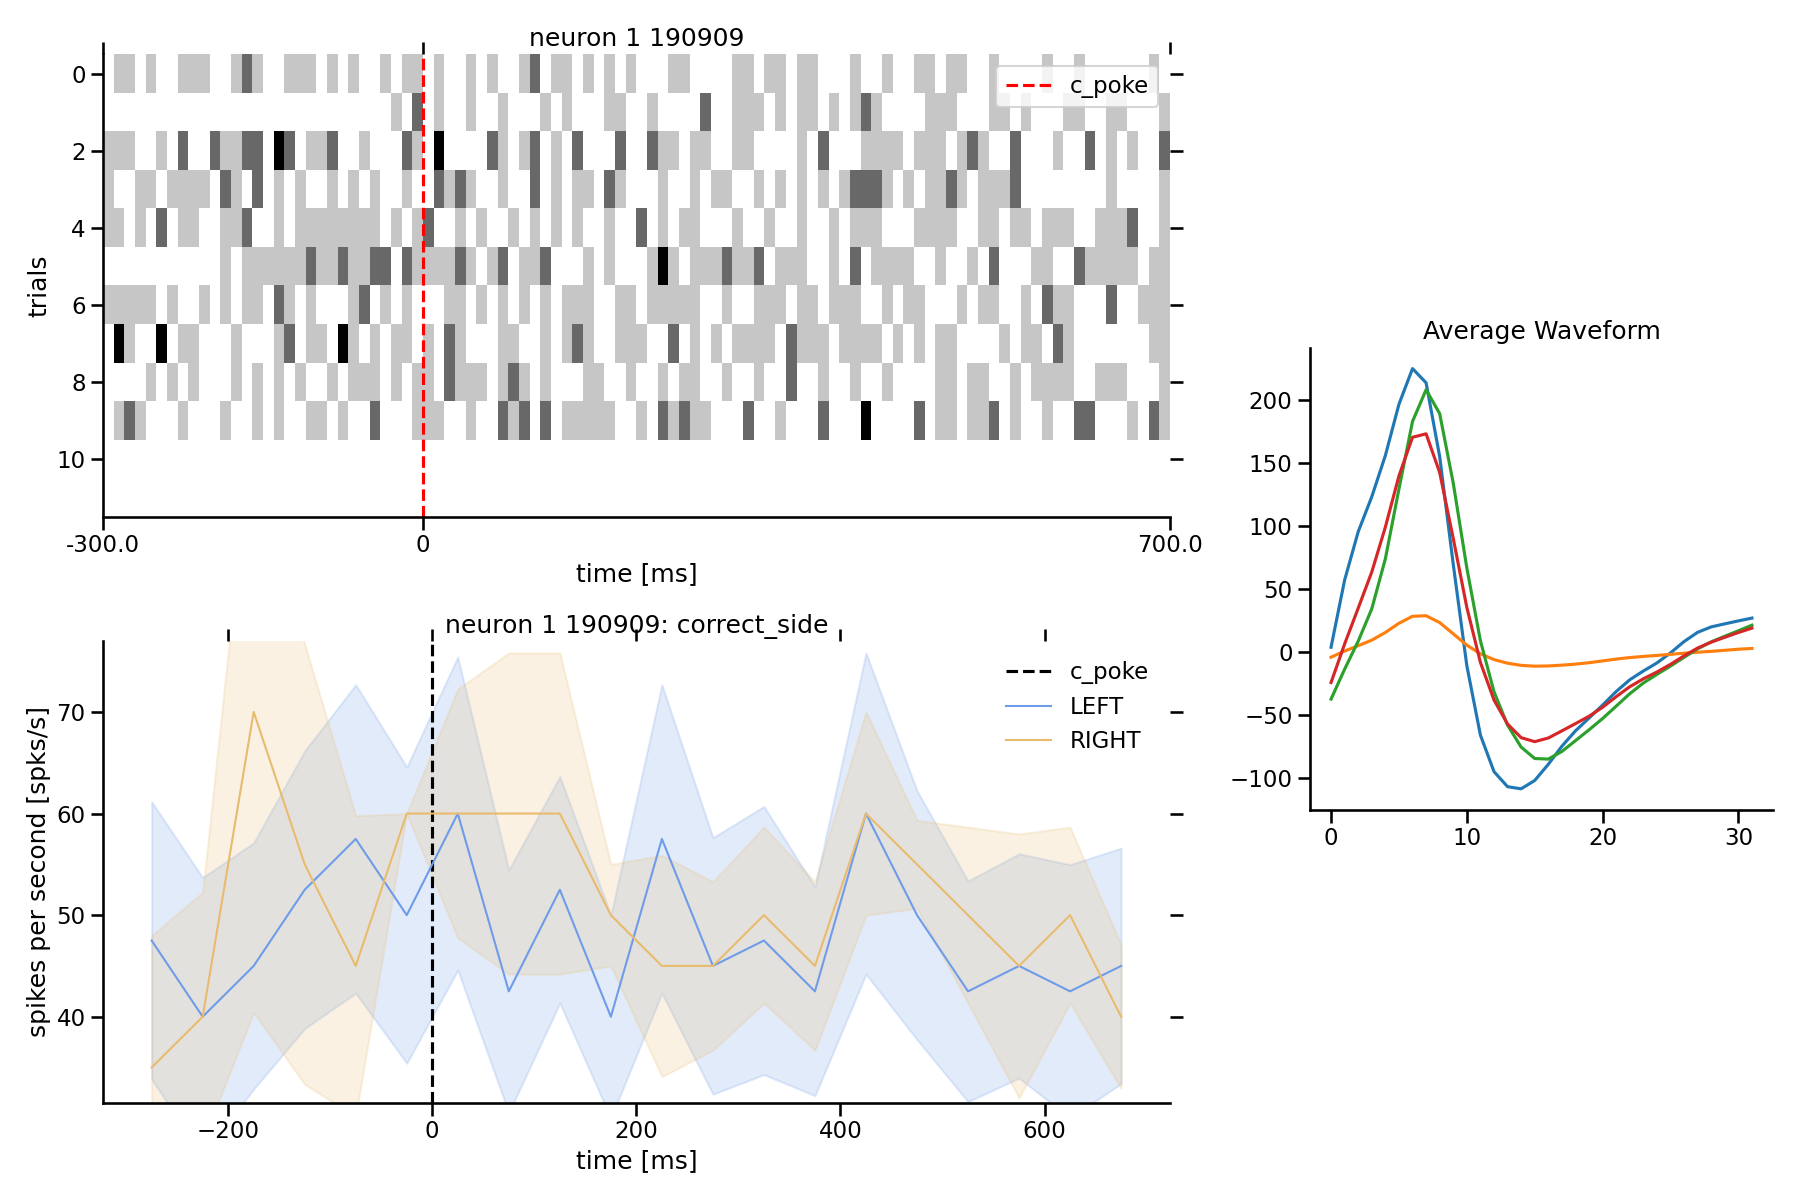 neuron 1 190909
c_poke
0
2
4
6
8
10
trials
-300.0
0
700.0
time [ms]
neuron 1 190909: correct_side
c_poke
LEFT
RIGHT
70
60
50
40
spikes per second [spks/s]
−200
0
200
400
600
time [ms]
Average Waveform
200
150
100
50
0
−50
−100
0
10
20
30